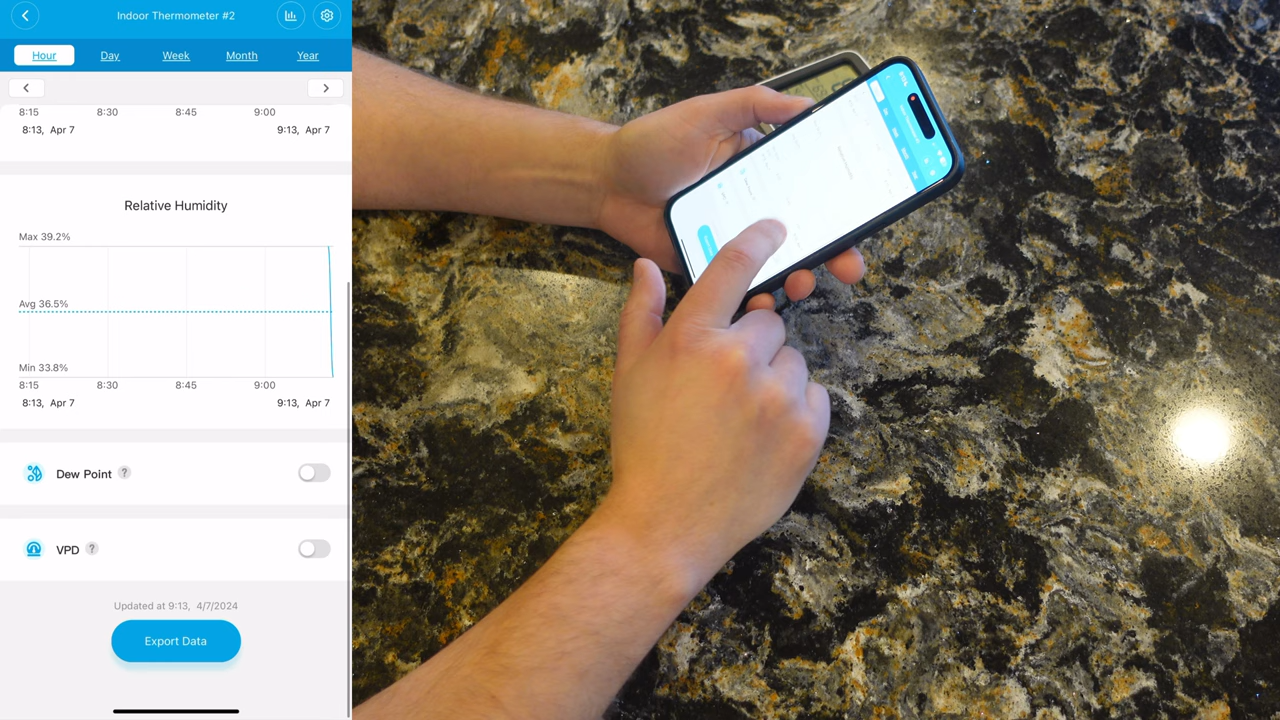 Indoor Thermometer #2
Hour Day Week Month Year
8:15 8:30 8:45 9:00
8:13, Apr 7 9:13, Apr 7
Relative Humidity
Max 39.2%
Avg 36.5%
Min 33.8%
8:15 8:30 8:45 9:00
8:13, Apr 7 9:13, Apr 7
Dew Point ?
VPD ?
Updated at 9:13, 4/7/2024
Export Data